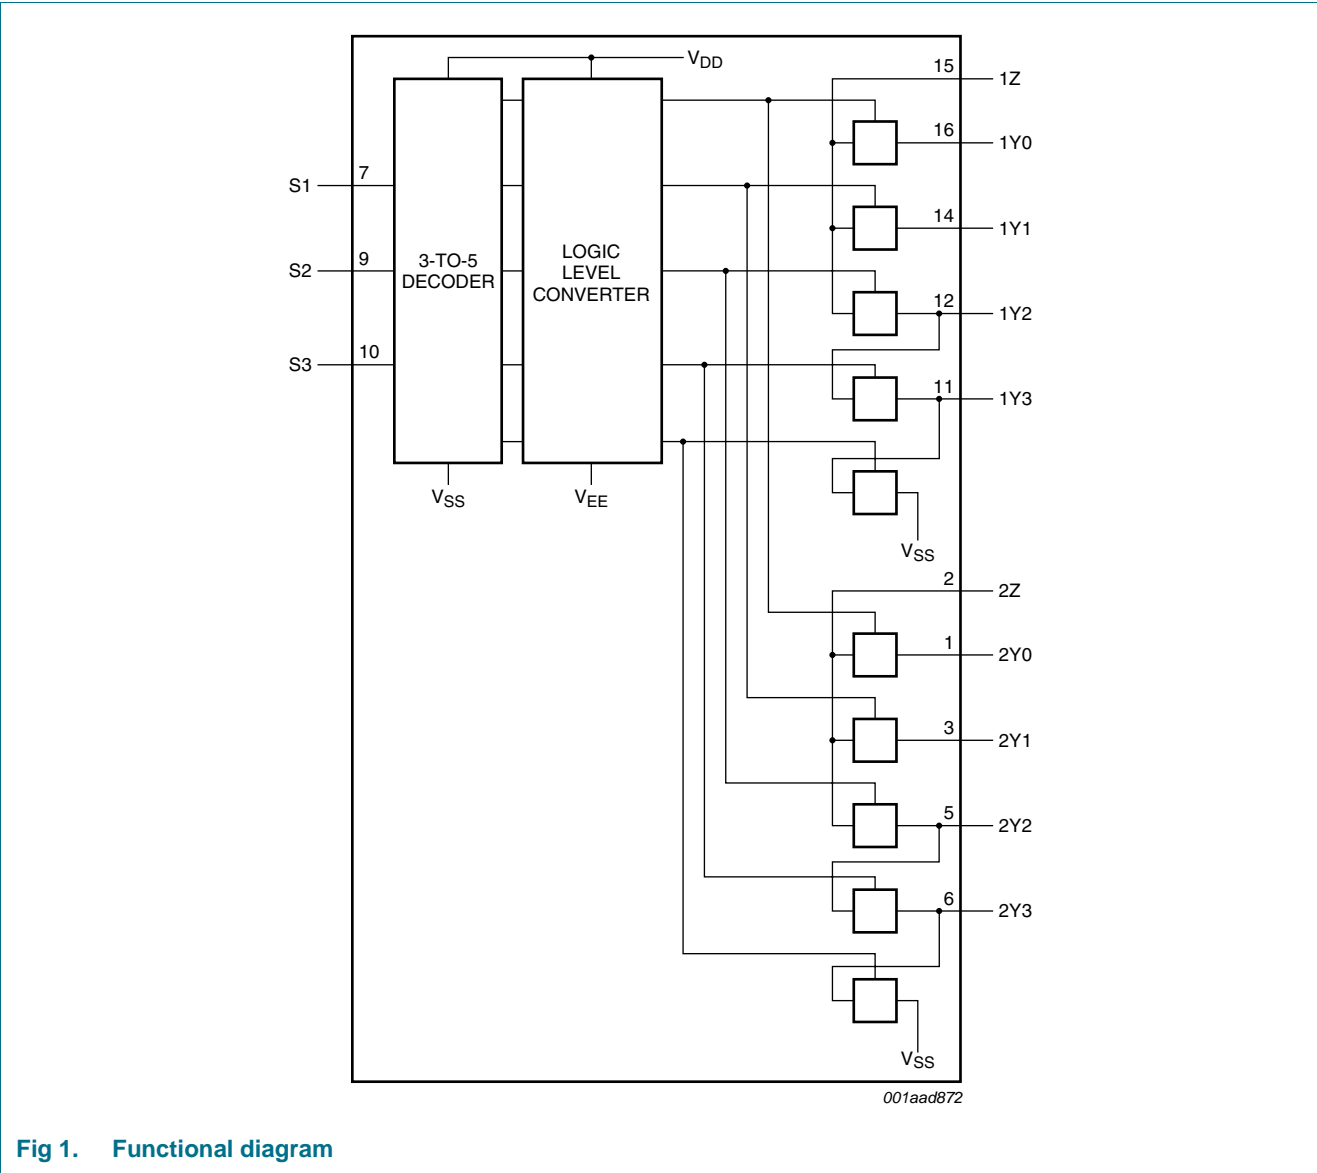 VDD
15
1Z
16
1Y0
7
S1
14
1Y1
9
S2
3-TO-5
DECODER
LOGIC
LEVEL
CONVERTER
12
1Y2
10
S3
11
1Y3
VSS
VEE
VSS
2
2Z
1
2Y0
3
2Y1
5
2Y2
6
2Y3
VSS
001aad872
Fig 1. Functional diagram